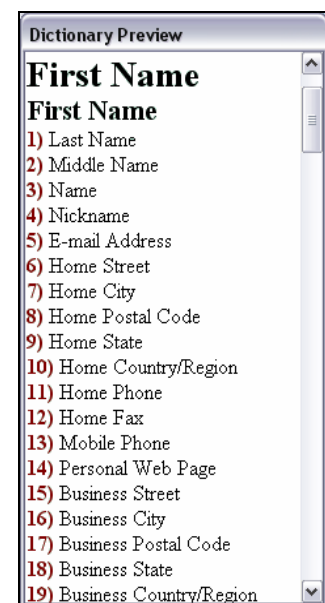 Dictionary Preview
First Name
First Name
1) Last Name
2) Middle Name
3) Name
4) Nickname
5) E-mail Address
6) Home Street
7) Home City
8) Home Postal Code
9) Home State
10) Home Country/Region
11) Home Phone
12) Home Fax
13) Mobile Phone
14) Personal Web Page
15) Business Street
16) Business City
17) Business Postal Code
18) Business State
19) Business Country/Region